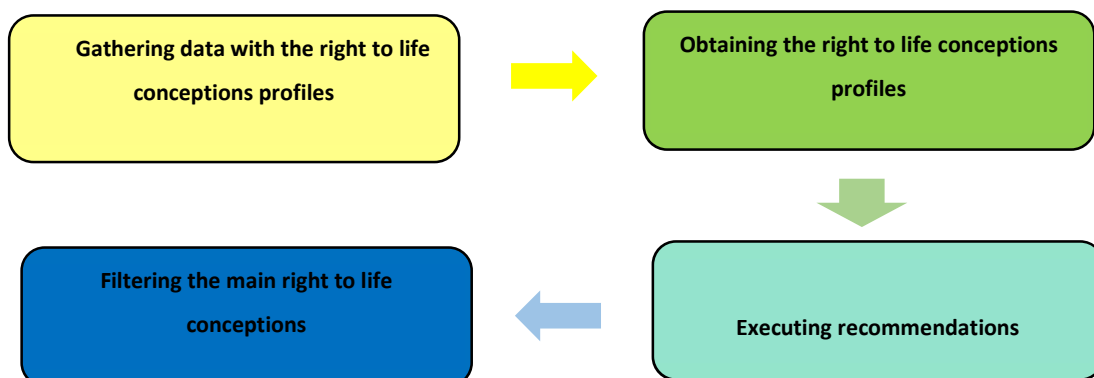 Gathering data with the right to life
conceptions profiles
Obtaining the right to life conceptions
profiles
Executing recommendations
Filtering the main right to life
conceptions